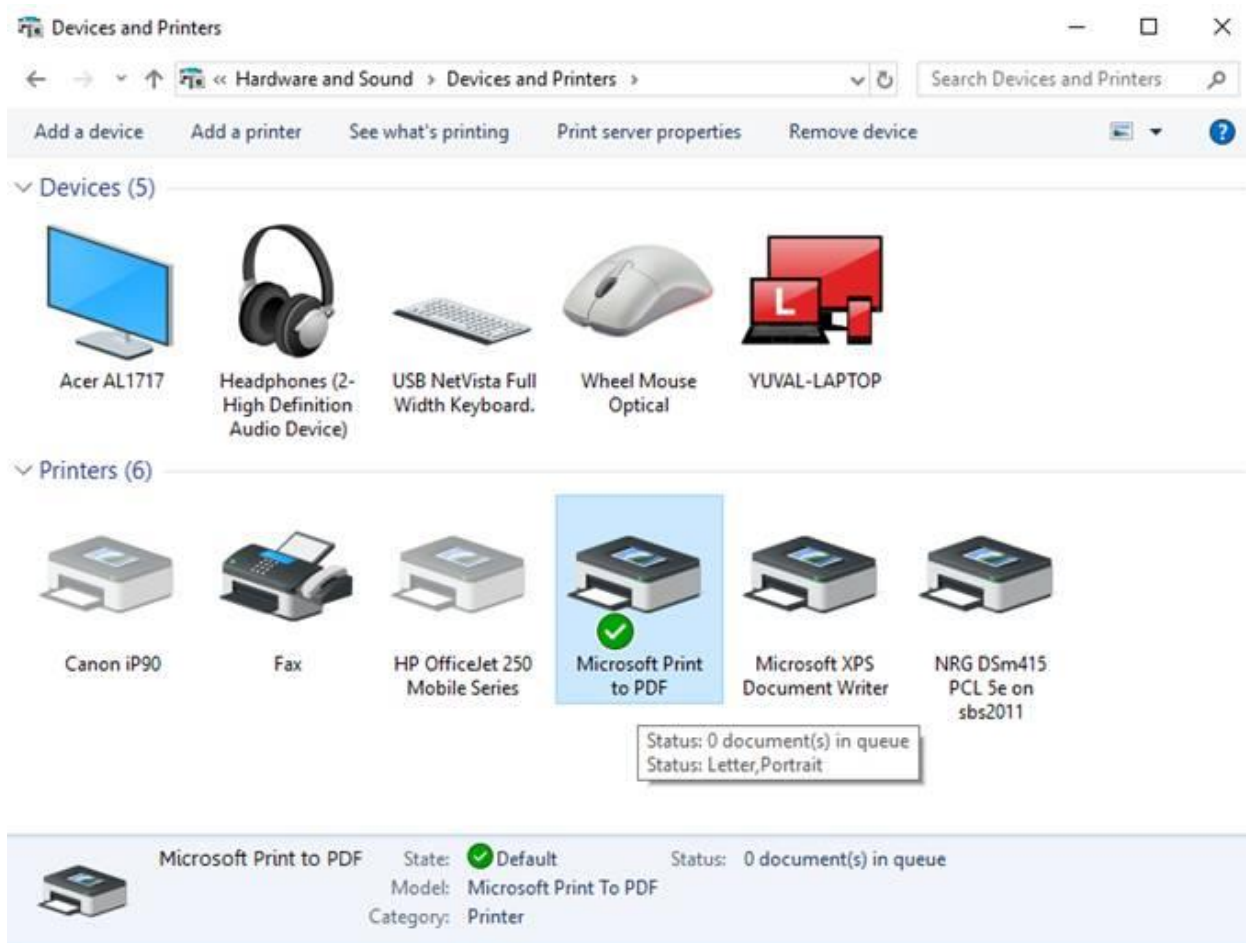 Devices and Printers
« Hardware and Sound › Devices and Printers ›
Search Devices and Printers
Add a device Add a printer See what's printing Print server properties Remove device
?
Devices (5)
L
Acer AL1717
Headphones (2-
High Definition
Audio Device)
USB NetVista Full
Width Keyboard.
Wheel Mouse
Optical
YUVAL-LAPTOP
Printers (6)
Canon iP90
Fax
HP OfficeJet 250
Mobile Series
Microsoft Print
to PDF
Microsoft XPS
Document Writer
NRG DSm415
PCL 5e on
sbs2011
Status: 0 document(s) in queue
Status: Letter,Portrait
Microsoft Print to PDF State: Default Status: 0 document(s) in queue
Model: Microsoft Print To PDF
Category: Printer